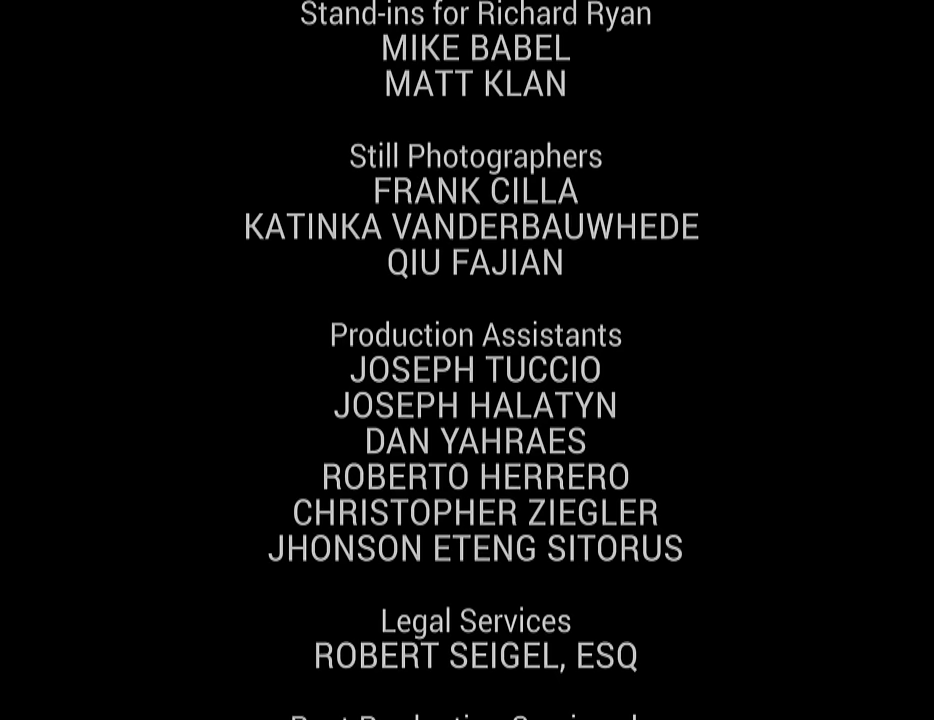 Stand-ins for Richard Ryan
MIKE BABEL
MATT KLAN
Still Photographers
FRANK CILLA
KATINKA VANDERBAUWHEDE
QIU FAJIAN
Production Assistants
JOSEPH TUCCIO
JOSEPH HALATYN
DAN YAHRAES
ROBERTO HERRERO
CHRISTOPHER ZIEGLER
JHONSON ETENG SITORUS
Legal Services
ROBERT SEIGEL, ESQ